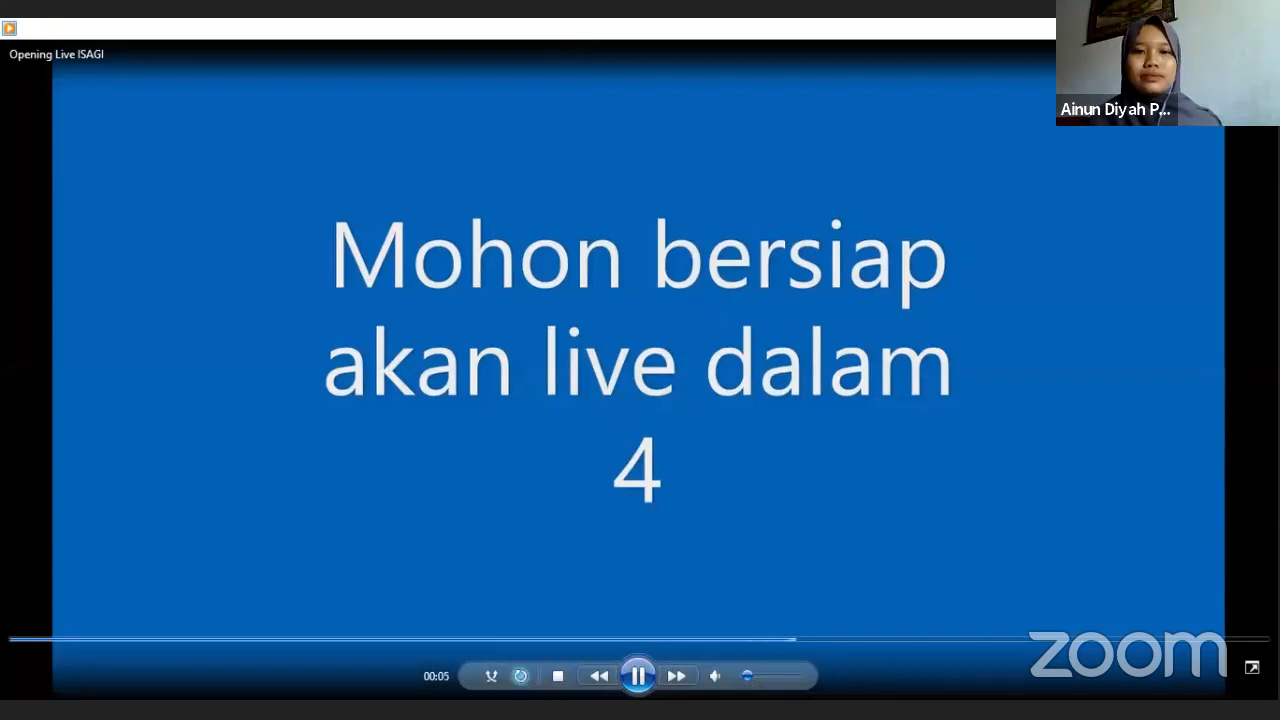 Opening Live ISAGI
Ainun Diyah P...
Mohon bersiap
akan live dalam
4
00:05
zoom